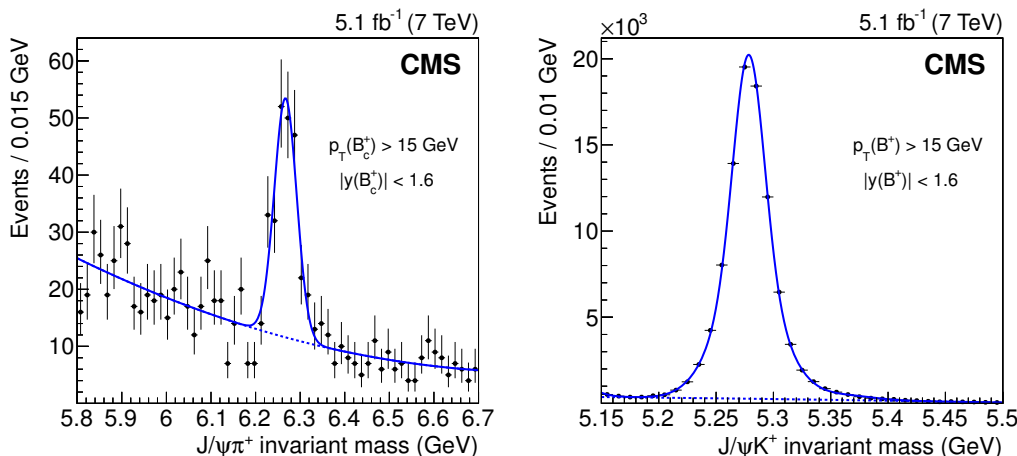 5.1 fb⁻¹ (7 TeV)
CMS
p_T(B_c⁺) > 15 GeV
|y(B_c⁺)| < 1.6
Events / 0.015 GeV
60
50
40
30
20
10
5.8 5.9 6 6.1 6.2 6.3 6.4 6.5 6.6 6.7
J/ψπ⁺ invariant mass (GeV)
×10³
5.1 fb⁻¹ (7 TeV)
CMS
p_T(B⁺) > 15 GeV
|y(B⁺)| < 1.6
Events / 0.01 GeV
20
10
0
5.15 5.2 5.25 5.3 5.35 5.4 5.45 5.5
J/ψK⁺ invariant mass (GeV)